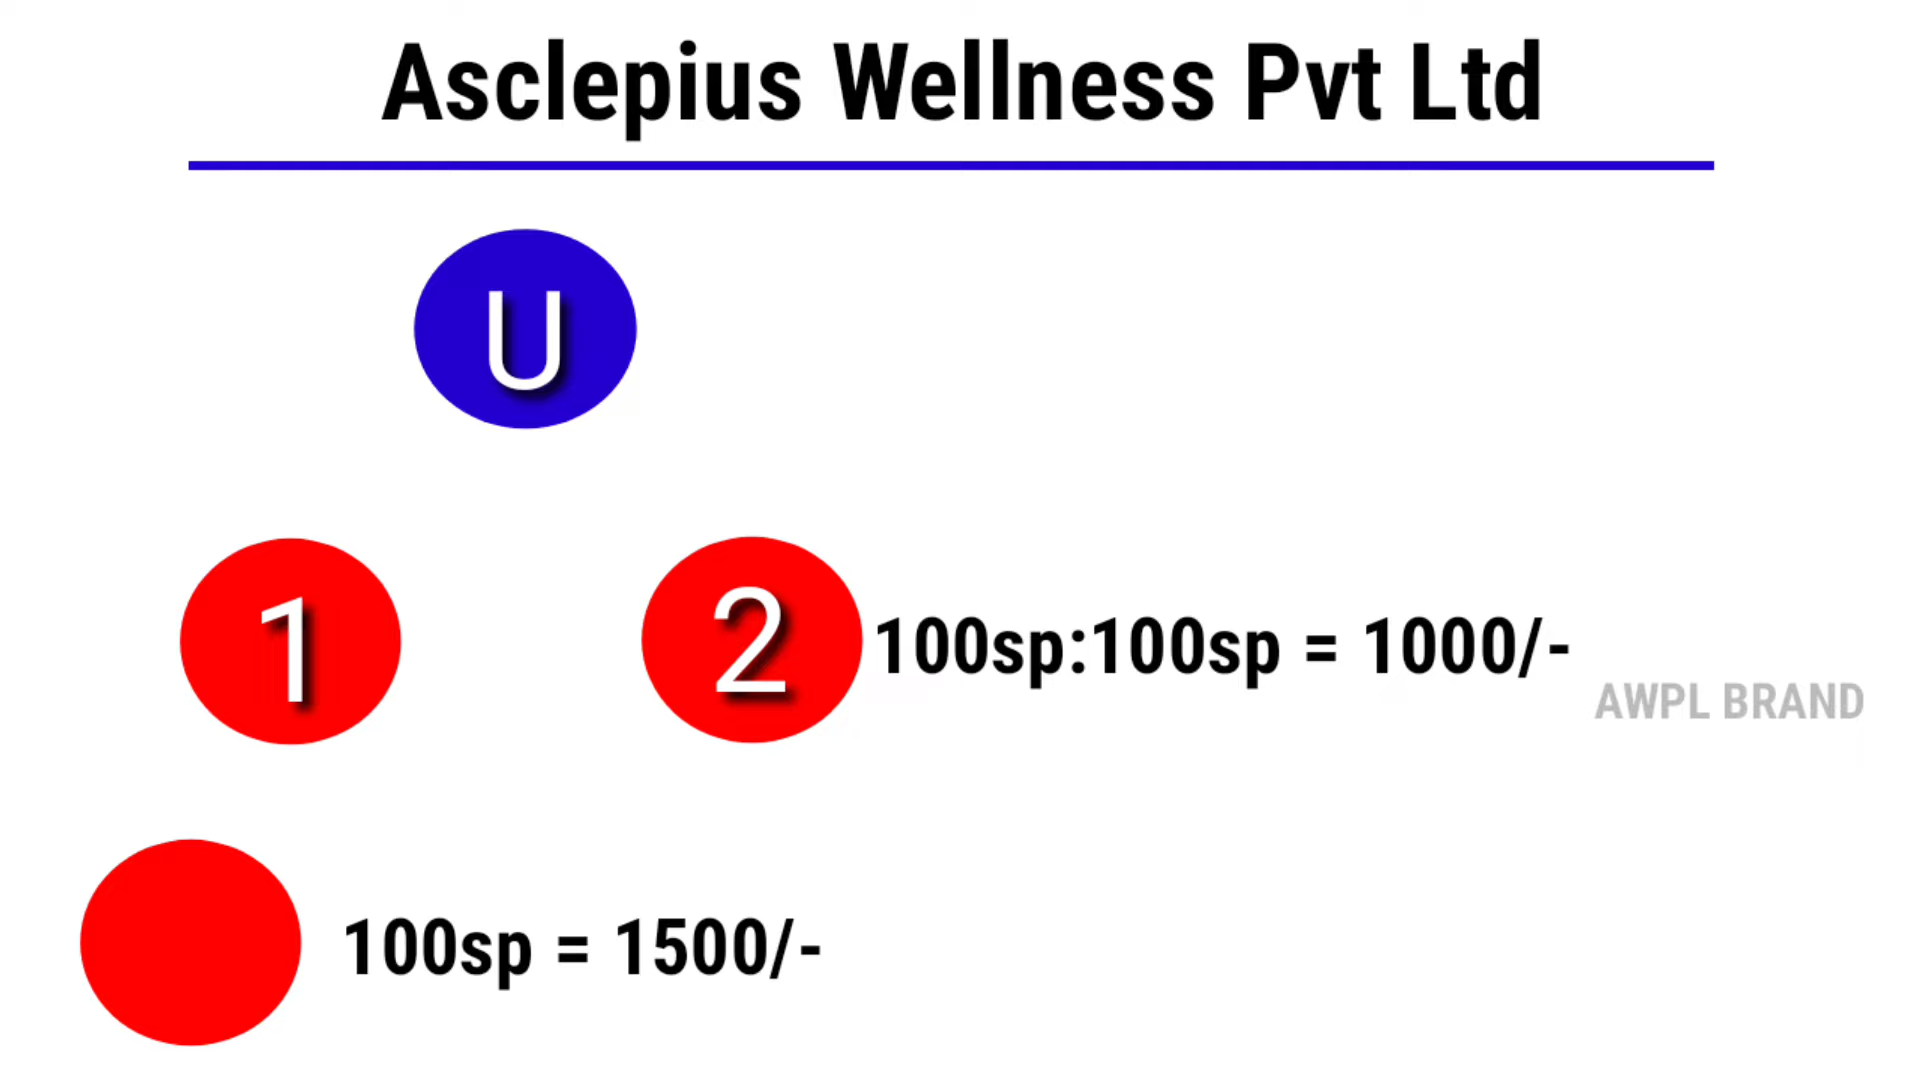 Asclepius Wellness Pvt Ltd
U
1
2
100sp:100sp = 1000/-
AWPL BRAND
100sp = 1500/-